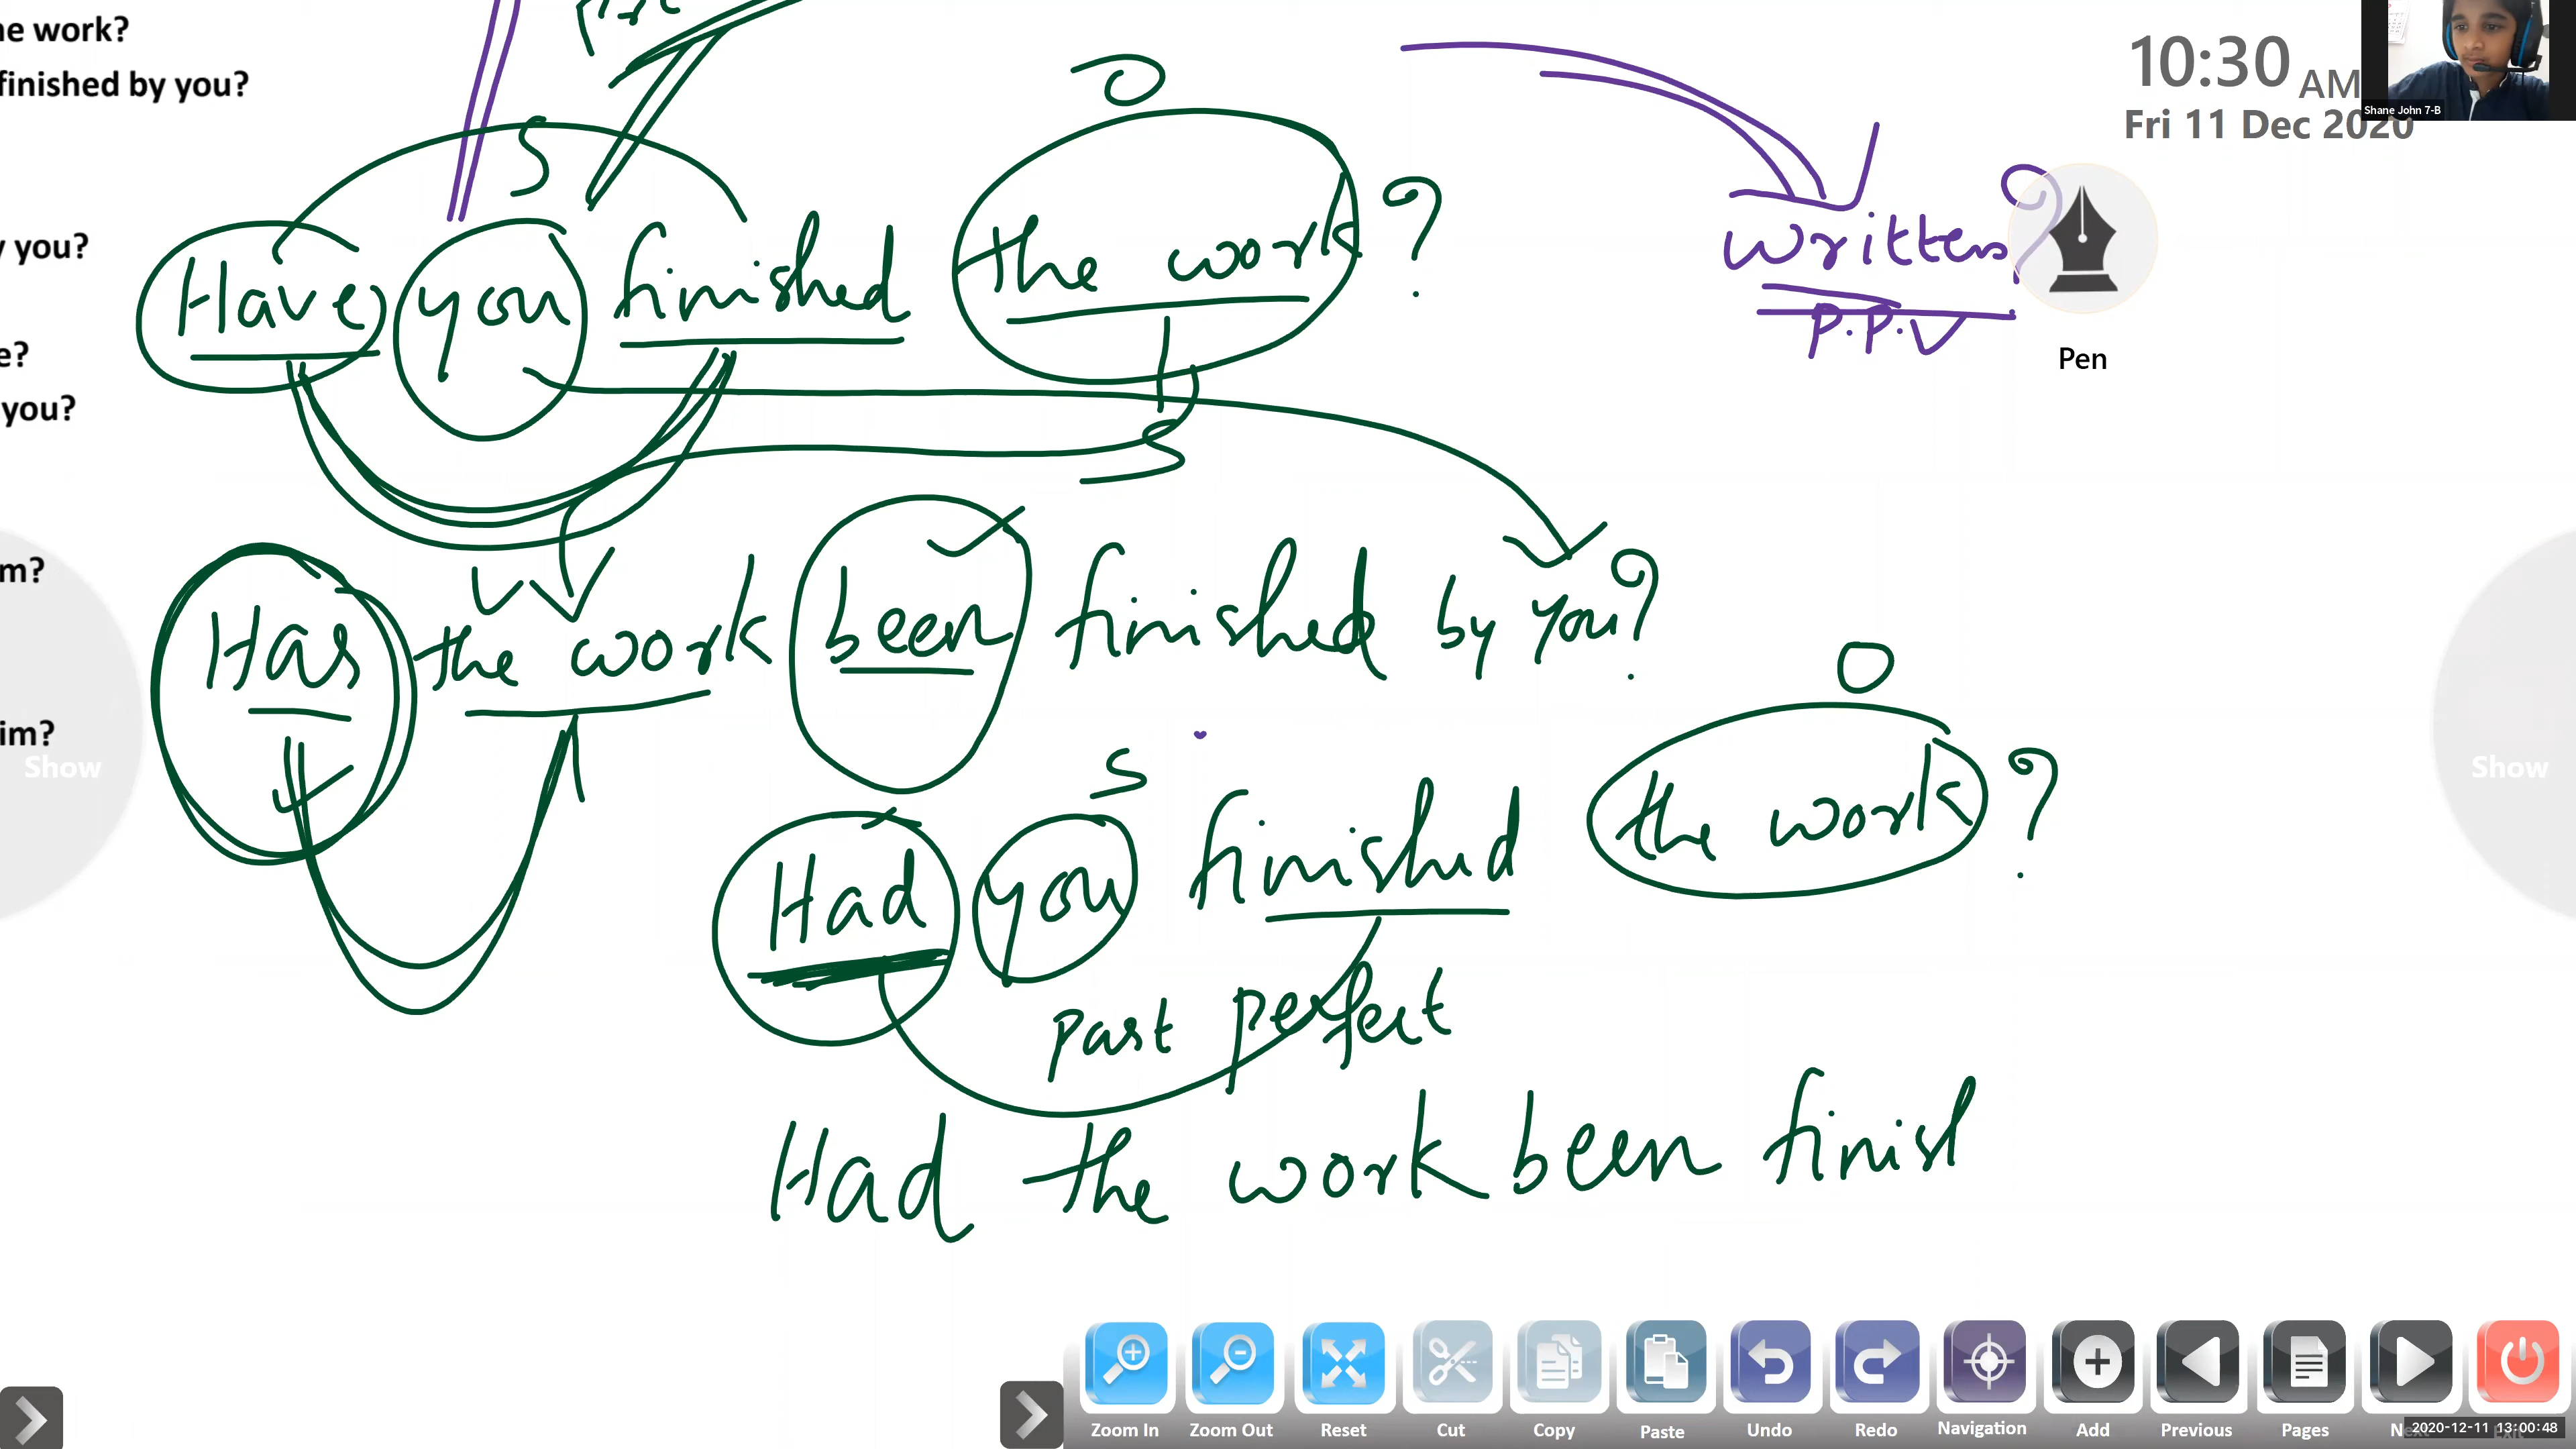 ne work?
finished by you?
10:30 AM
Fri 11 Dec 2020
Shane John 7-B
S
O
y you?
Have you finished the work?
written?
P.P.V
Pen
e?
you?
S
m?
Has the work been finished by you?
im?
Show
Show
S
O
Had you finished the work?
past perfect
Had the work been finish
Zoom In
Zoom Out
Reset
Cut
Copy
Paste
Undo
Redo
Navigation
Add
Previous
Pages
2020-12-11 13:00:48